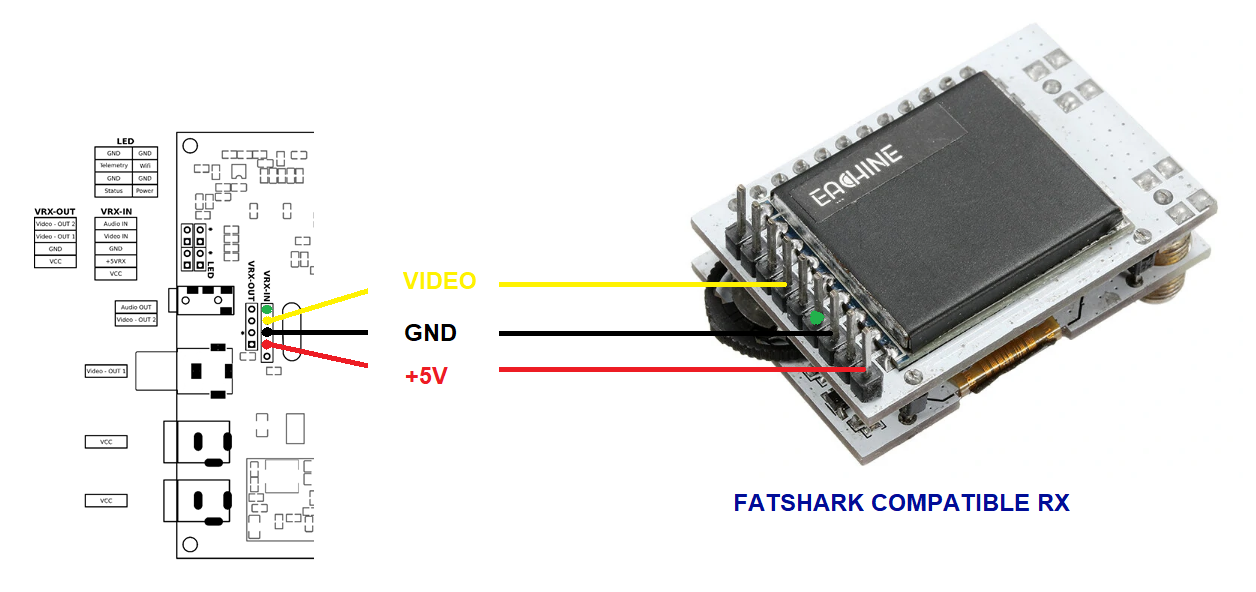 LED
GND GND
Telemetry Wifi
GND GND
Status Power
VRX-OUT
Video - OUT 2
Video - OUT 1
GND
VCC
VRX-IN
Audio IN
Video IN
GND
+5VRX
VCC
LED
VRX-OUT
VRX-IN
Audio OUT
Video - OUT 2
Video - OUT 1
VCC
VCC
VIDEO
GND
+5V
EACHINE
FATSHARK COMPATIBLE RX